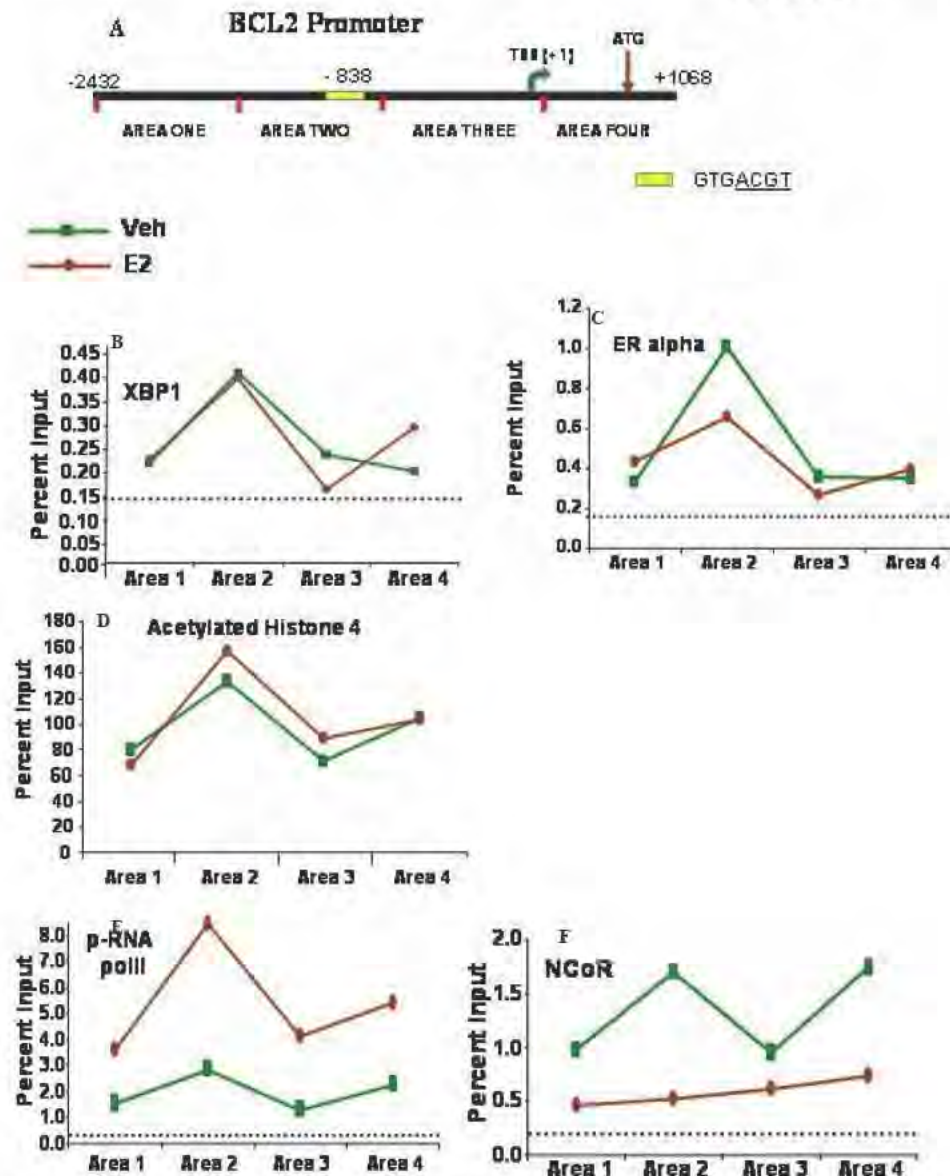 A
BCL2 Promoter
TSS [+1]
ATG
-2432
- 838
+1068
AREA ONE
AREA TWO
AREA THREE
AREA FOUR
GTGACGT
Veh
E2
B
XBP1
Percent Input
0.45
0.40
0.35
0.30
0.25
0.20
0.15
0.10
0.05
0.00
Area 1
Area 2
Area 3
Area 4
C
ER alpha
Percent Input
1.2
1.0
0.8
0.6
0.4
0.2
0.0
Area 1
Area 2
Area 3
Area 4
D
Acetylated Histone 4
Percent Input
180
160
140
120
100
80
60
40
20
0
Area 1
Area 2
Area 3
Area 4
E
p-RNA
polII
Percent Input
8.0
7.0
6.0
5.0
4.0
3.0
2.0
1.0
0.0
Area 1
Area 2
Area 3
Area 4
F
NCoR
Percent Input
2.0
1.5
1.0
0.5
0.0
Area 1
Area 2
Area 3
Area 4